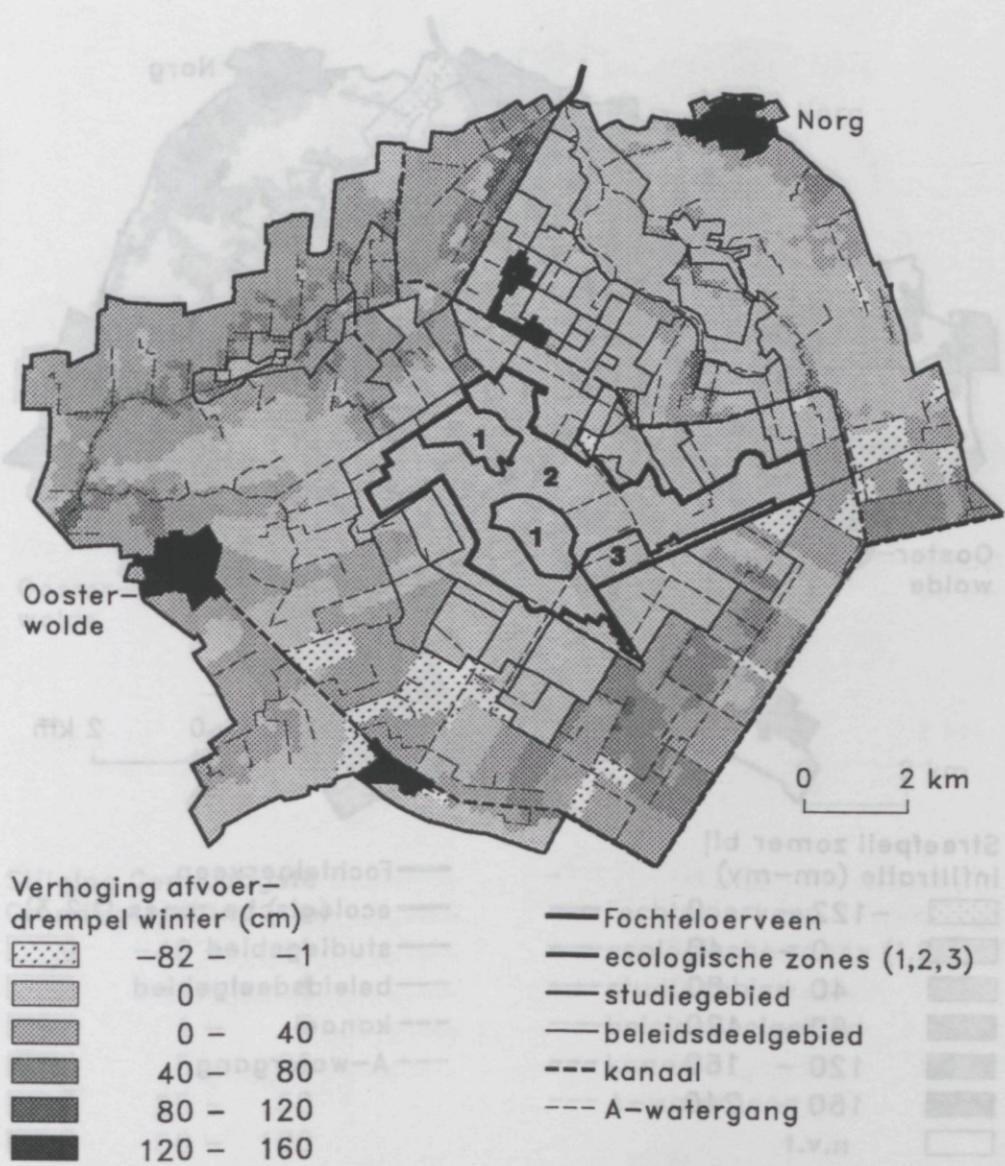 Norg
1
2
1
3
Ooster–
wolde
0 2 km
Verhoging afvoer–
drempel winter (cm)
–82 – –1
0
0 – 40
40 – 80
80 – 120
120 – 160
Fochteloerveen
ecologische zones (1,2,3)
studiegebied
beleidsdeelgebied
kanaal
A–watergang